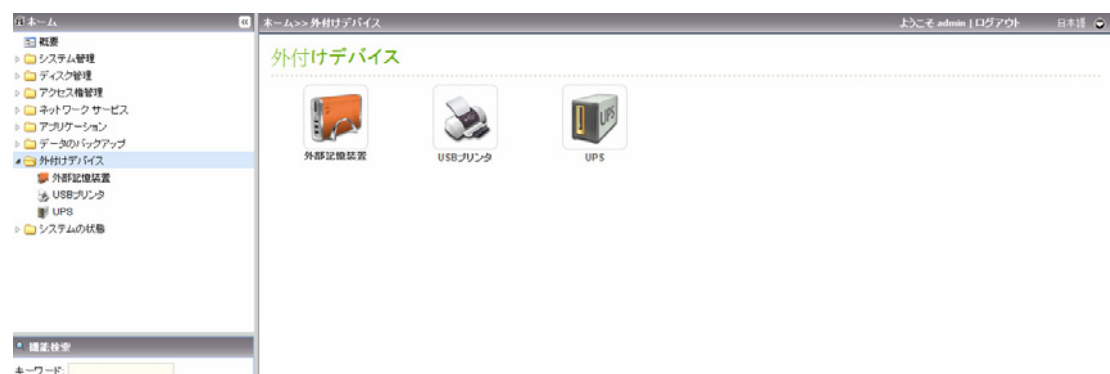 ホーム
ホーム>> 外付けデバイス
ようこそ admin | ログアウト
日本語
概要
システム管理
ディスク管理
アクセス権管理
ネットワーク サービス
アプリケーション
データのバックアップ
外付けデバイス
外部記憶装置
USBプリンタ
UPS
システムの状態
機能検索
キーワード:
外付けデバイス
UPS
外部記憶装置
USBプリンタ
UPS